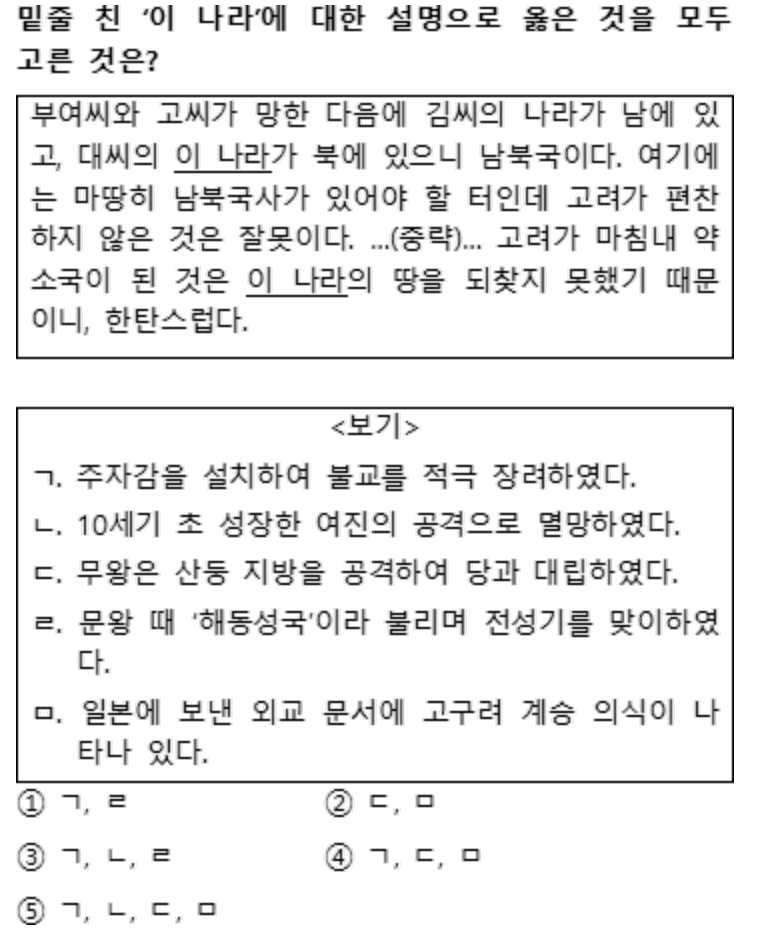 밑줄 친 ‘이 나라’에 대한 설명으로 옳은 것을 모두
고른 것은?
부여씨와 고씨가 망한 다음에 김씨의 나라가 남에 있
고, 대씨의 이 나라가 북에 있으니 남북국이다. 여기에
는 마땅히 남북국사가 있어야 할 터인데 고려가 편찬
하지 않은 것은 잘못이다. ...(중략)... 고려가 마침내 약
소국이 된 것은 이 나라의 땅을 되찾지 못했기 때문
이니, 한탄스럽다.
<보기>
ㄱ. 주자감을 설치하여 불교를 적극 장려하였다.
ㄴ. 10세기 초 성장한 여진의 공격으로 멸망하였다.
ㄷ. 무왕은 산둥 지방을 공격하여 당과 대립하였다.
ㄹ. 문왕 때 ‘해동성국’이라 불리며 전성기를 맞이하였
다.
ㅁ. 일본에 보낸 외교 문서에 고구려 계승 의식이 나
타나 있다.
① ㄱ, ㄹ ② ㄷ, ㅁ
③ ㄱ, ㄴ, ㄹ ④ ㄱ, ㄷ, ㅁ
⑤ ㄱ, ㄴ, ㄷ, ㅁ